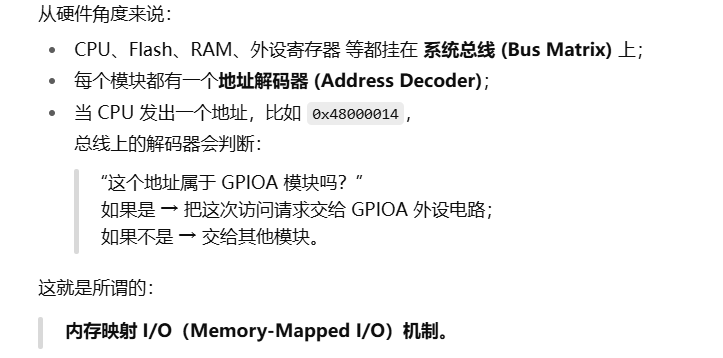 从硬件角度来说：
• CPU、Flash、RAM、外设寄存器 等都挂在 系统总线 (Bus Matrix) 上；
• 每个模块都有一个地址解码器 (Address Decoder)；
• 当 CPU 发出一个地址，比如 0x48000014，
总线上的解码器会判断：
“这个地址属于 GPIOA 模块吗？”
如果是 → 把这次访问请求交给 GPIOA 外设电路；
如果不是 → 交给其他模块。
这就是所谓的：
内存映射 I/O（Memory-Mapped I/O）机制。